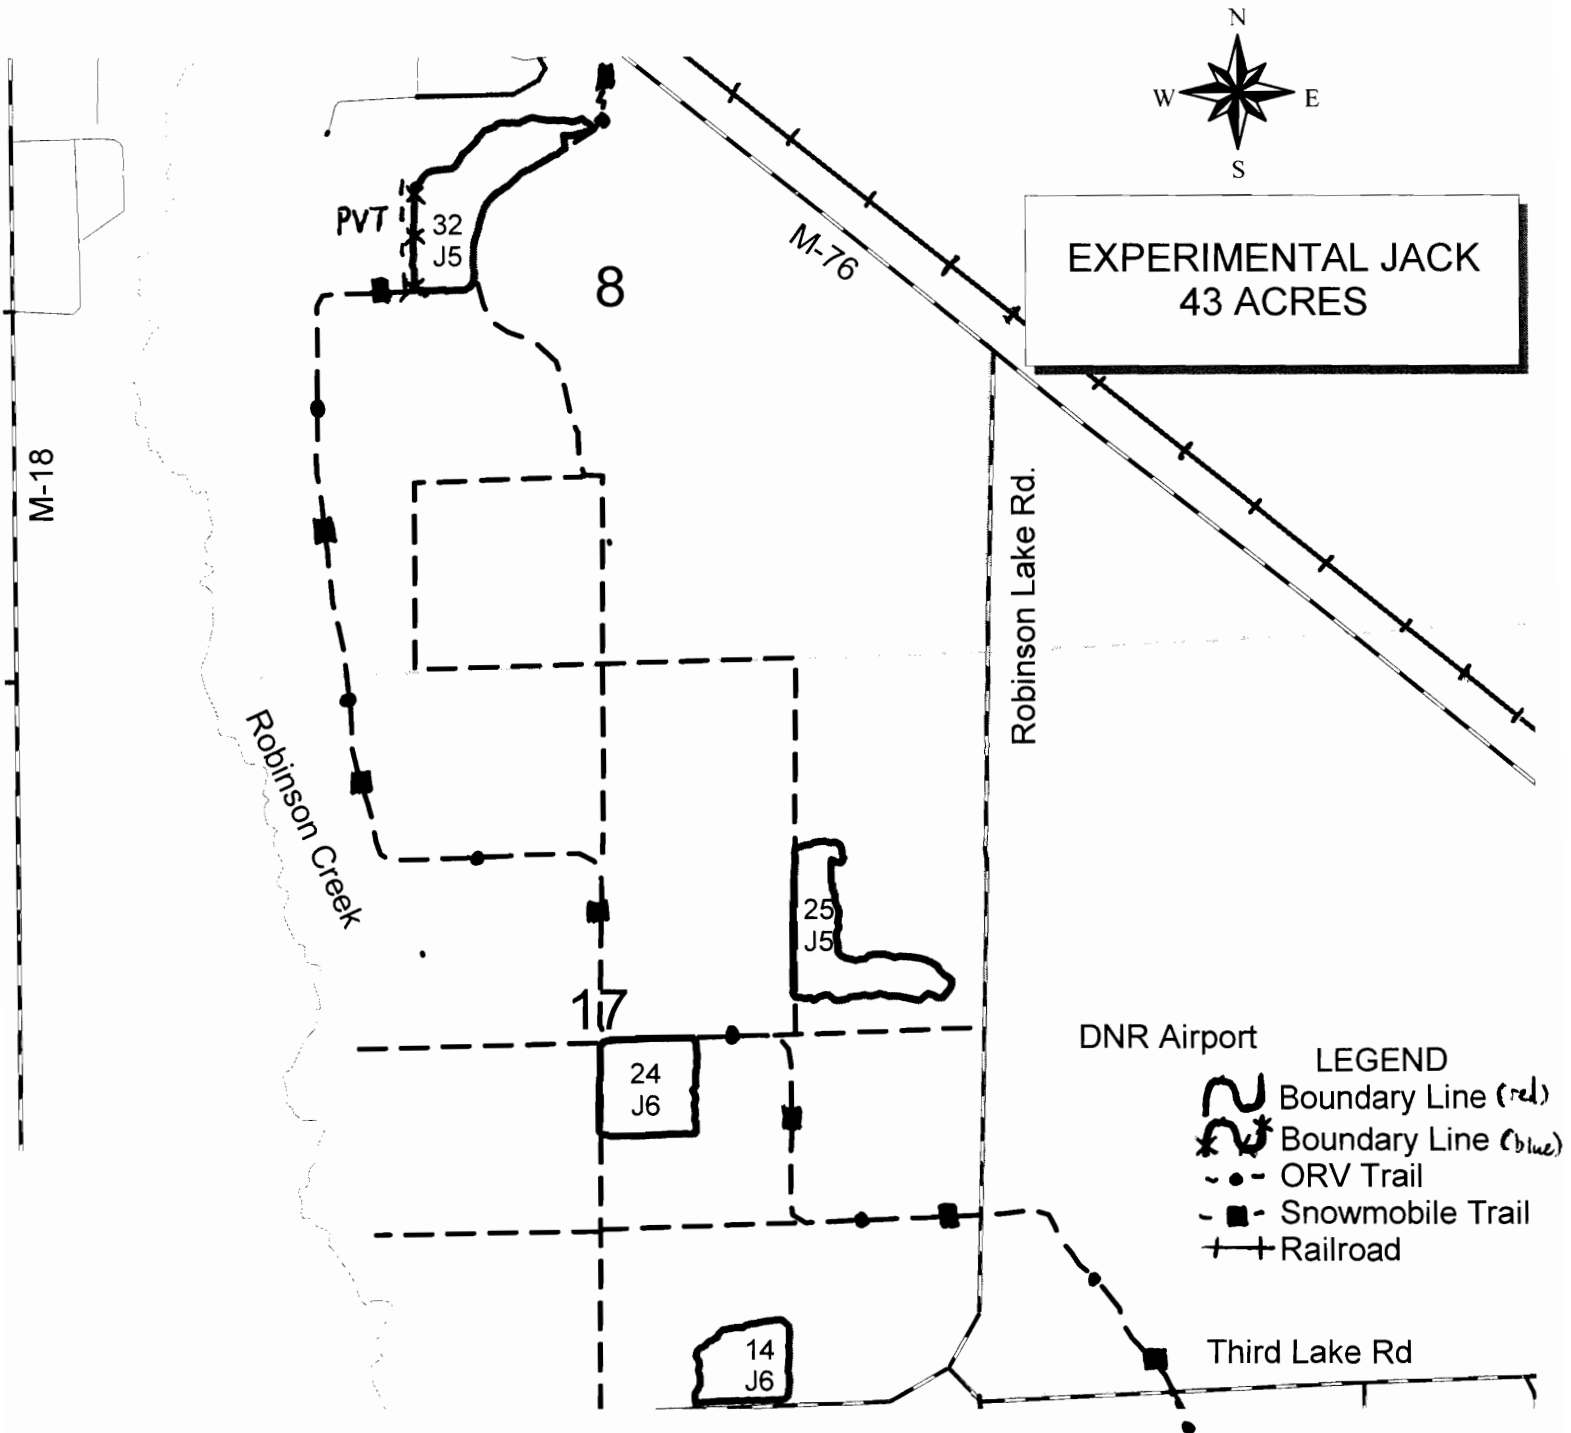 N
W E
S
EXPERIMENTAL JACK
43 ACRES
PVT
32
J5
8
M-76
M-18
Robinson Lake Rd.
Robinson Creek
25
J5
17
24
J6
DNR Airport
LEGEND
Boundary Line (red)
Boundary Line (blue)
ORV Trail
Snowmobile Trail
Railroad
14
J6
Third Lake Rd